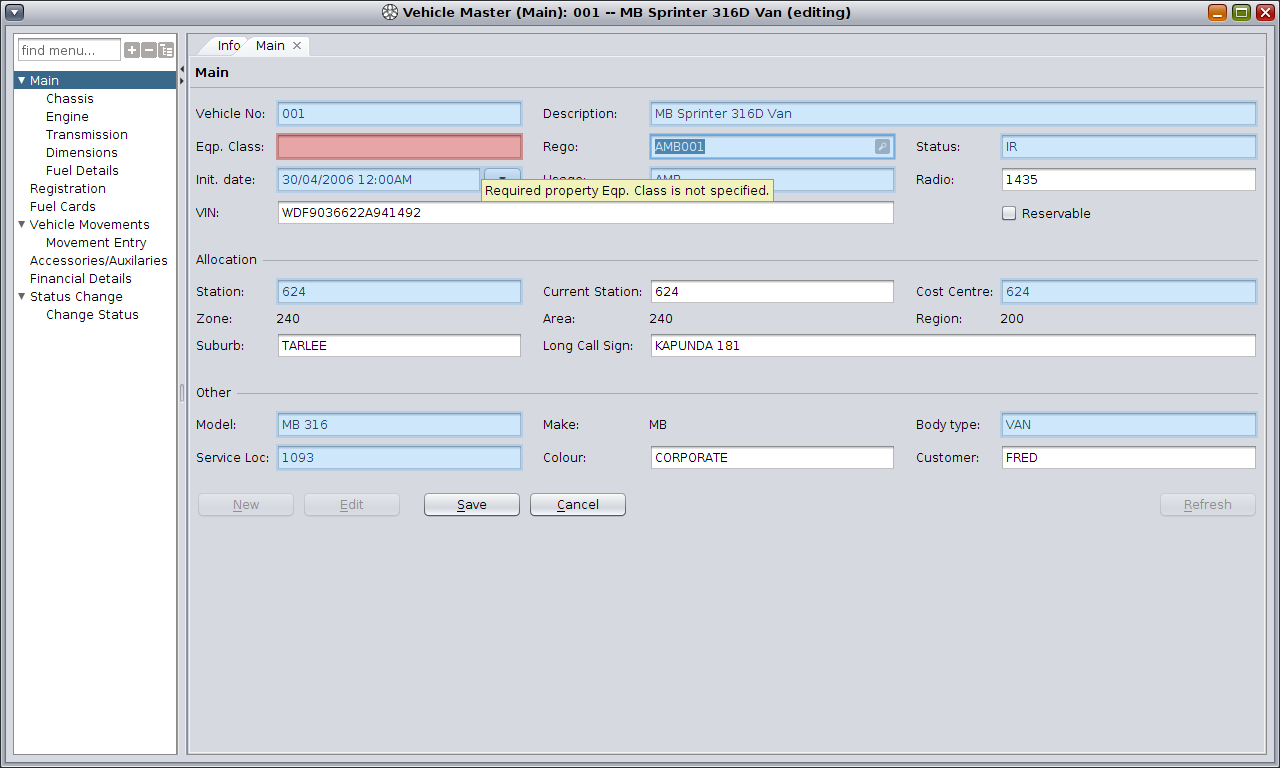 Vehicle Master (Main): 001 -- MB Sprinter 316D Van (editing)
find menu...
Main
Chassis
Engine
Transmission
Dimensions
Fuel Details
Registration
Fuel Cards
Vehicle Movements
Movement Entry
Accessories/Auxilaries
Financial Details
Status Change
Change Status
Info Main
Main
Vehicle No: 001 Description: MB Sprinter 316D Van
Eqp. Class: Rego: AMB001 Status: IR
Init. date: 30/04/2006 12:00AM Usage: AMB Radio: 1435
Required property Eqp. Class is not specified.
VIN: WDF9036622A941492 Reservable
Allocation
Station: 624 Current Station: 624 Cost Centre: 624
Zone: 240 Area: 240 Region: 200
Suburb: TARLEE Long Call Sign: KAPUNDA 181
Other
Model: MB 316 Make: MB Body type: VAN
Service Loc: 1093 Colour: CORPORATE Customer: FRED
New Edit Save Cancel Refresh